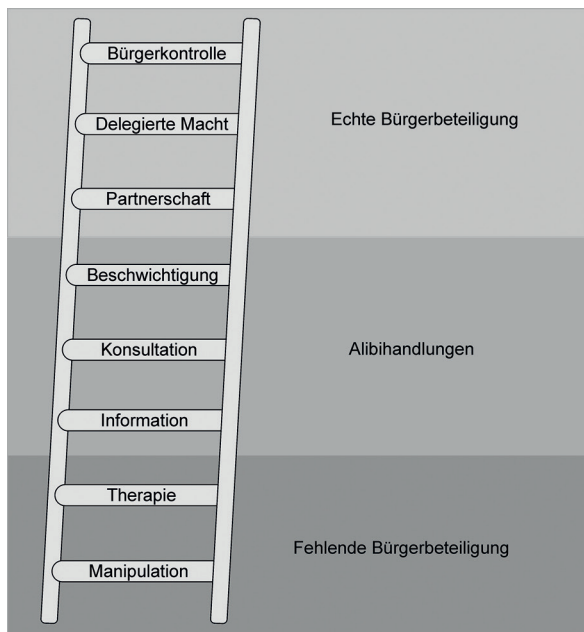 Bürgerkontrolle
Delegierte Macht
Echte Bürgerbeteiligung
Partnerschaft
Beschwichtigung
Konsultation
Alibihandlungen
Information
Therapie
Fehlende Bürgerbeteiligung
Manipulation